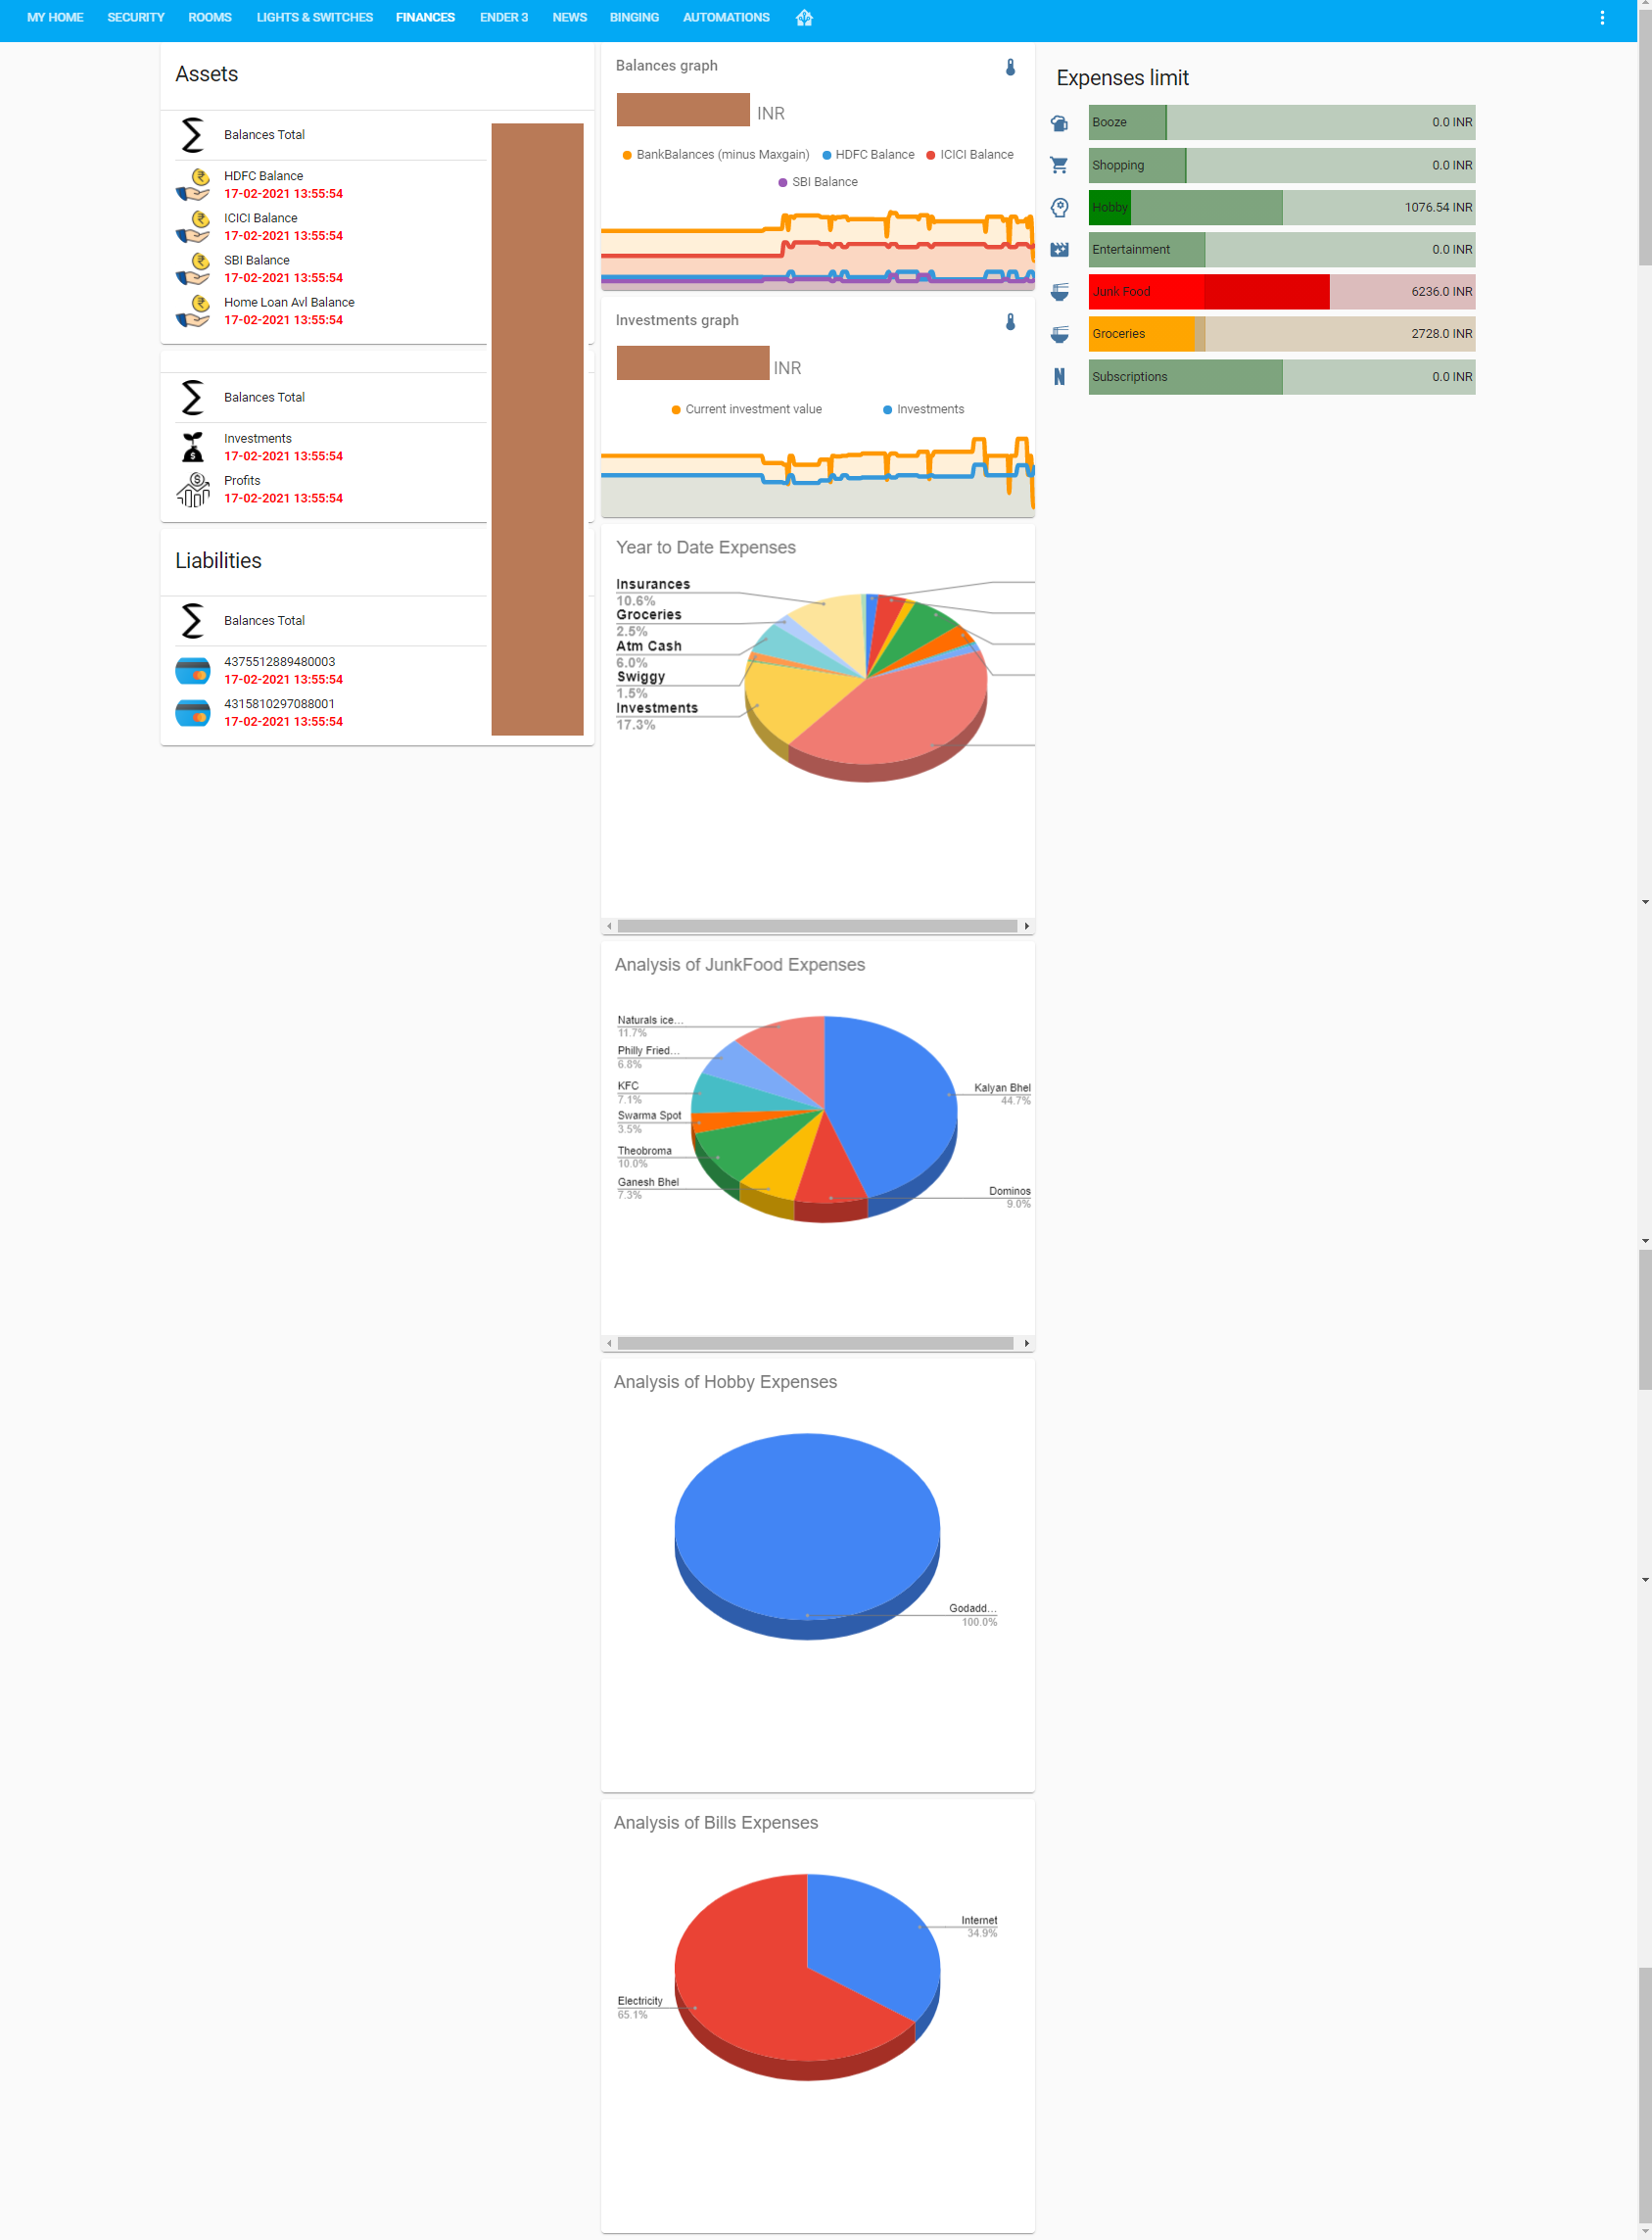 MY HOME SECURITY ROOMS LIGHTS & SWITCHES FINANCES ENDER 3 NEWS BINGING AUTOMATIONS
Assets
Balances Total
HDFC Balance
17-02-2021 13:55:54
ICICI Balance
17-02-2021 13:55:54
SBI Balance
17-02-2021 13:55:54
Home Loan Avl Balance
17-02-2021 13:55:54
Balances Total
Investments
17-02-2021 13:55:54
Profits
17-02-2021 13:55:54
Liabilities
Balances Total
4375512889480003
17-02-2021 13:55:54
4315810297088001
17-02-2021 13:55:54
Balances graph
INR
BankBalances (minus Maxgain) HDFC Balance ICICI Balance
SBI Balance
Investments graph
INR
Current investment value Investments
Year to Date Expenses
Insurances
10.6%
Groceries
2.5%
Atm Cash
6.0%
Swiggy
1.5%
Investments
17.3%
Analysis of JunkFood Expenses
Naturals ice...
11.7%
Philly Fried...
6.8%
KFC
7.1%
Swarma Spot
3.5%
Theobroma
10.0%
Ganesh Bhel
7.3%
Kalyan Bhel
44.7%
Dominos
9.0%
Analysis of Hobby Expenses
Godadd...
100.0%
Analysis of Bills Expenses
Internet
34.9%
Electricity
65.1%
Expenses limit
Booze 0.0 INR
Shopping 0.0 INR
Hobby 1076.54 INR
Entertainment 0.0 INR
Junk Food 6236.0 INR
Groceries 2728.0 INR
Subscriptions 0.0 INR